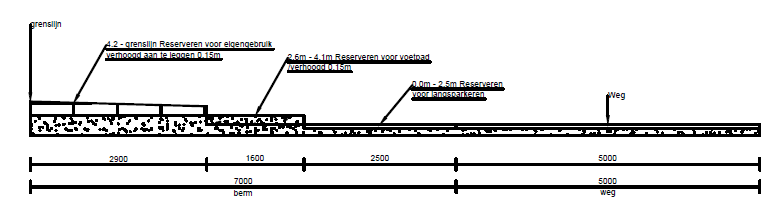 grenslijn
4.2 - grenslijn Reserveren voor eigengebruik
verhoogd aan te leggen 0.15m
2.6m - 4.1m Reserveren voor voetpad
/verhoogd 0.15m
0.0m - 2.5m Reserveren
voor langsparkeren
Weg
2900 1600 2500 5000
7000 5000
berm weg